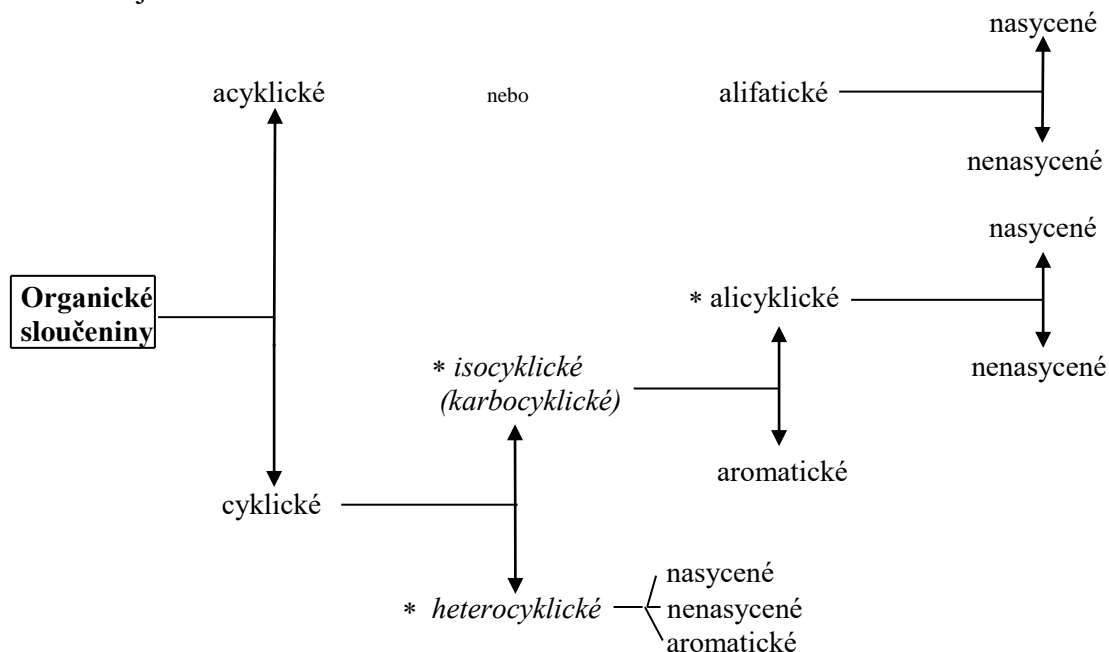 nasycené
acyklické nebo alifatické
nenasycené
nasycené
Organické
sloučeniny
* alicyklické
* isocyklické
(karbocyklické)
nenasycené
aromatické
cyklické
nasycené
* heterocyklické nenasycené
aromatické